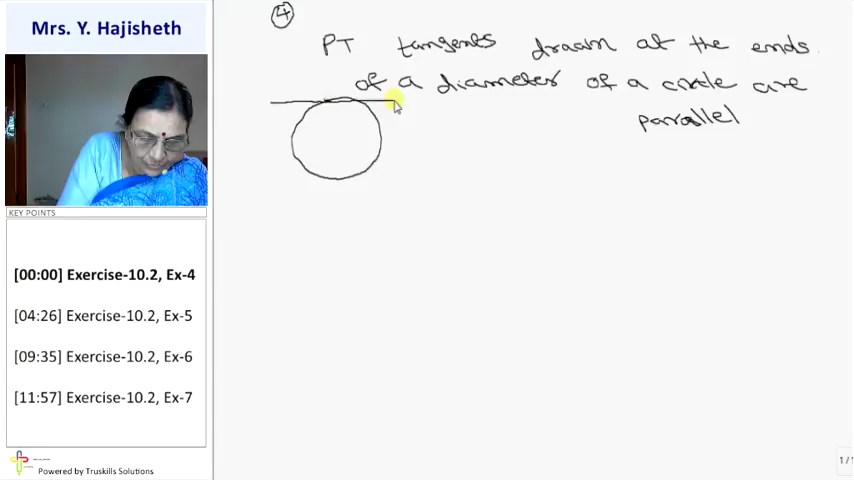 Mrs. Y. Hajisheth
KEY POINTS
[00:00] Exercise-10.2, Ex-4
[04:26] Exercise-10.2, Ex-5
[09:35] Exercise-10.2, Ex-6
[11:57] Exercise-10.2, Ex-7
Powered by Truskills Solutions
4
PT tangents drawn at the ends
of a diameter of a circle are
parallel
1/1